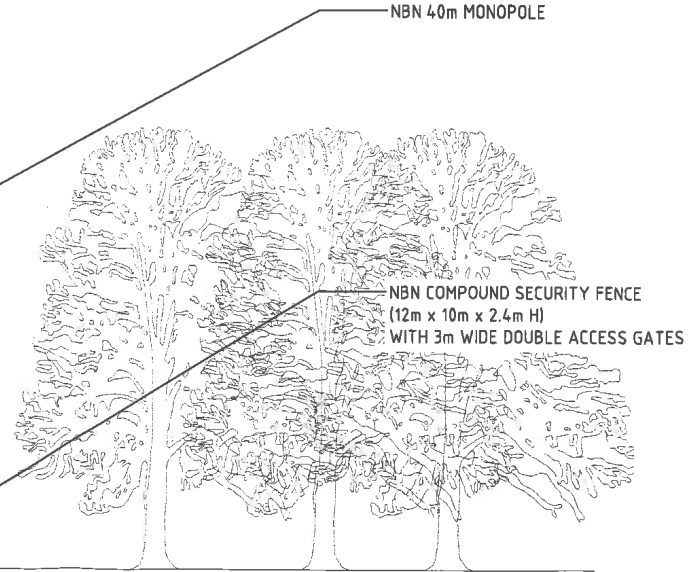 NBN 40m MONOPOLE
NBN COMPOUND SECURITY FENCE
(12m x 10m x 2.4m H)
WITH 3m WIDE DOUBLE ACCESS GATES